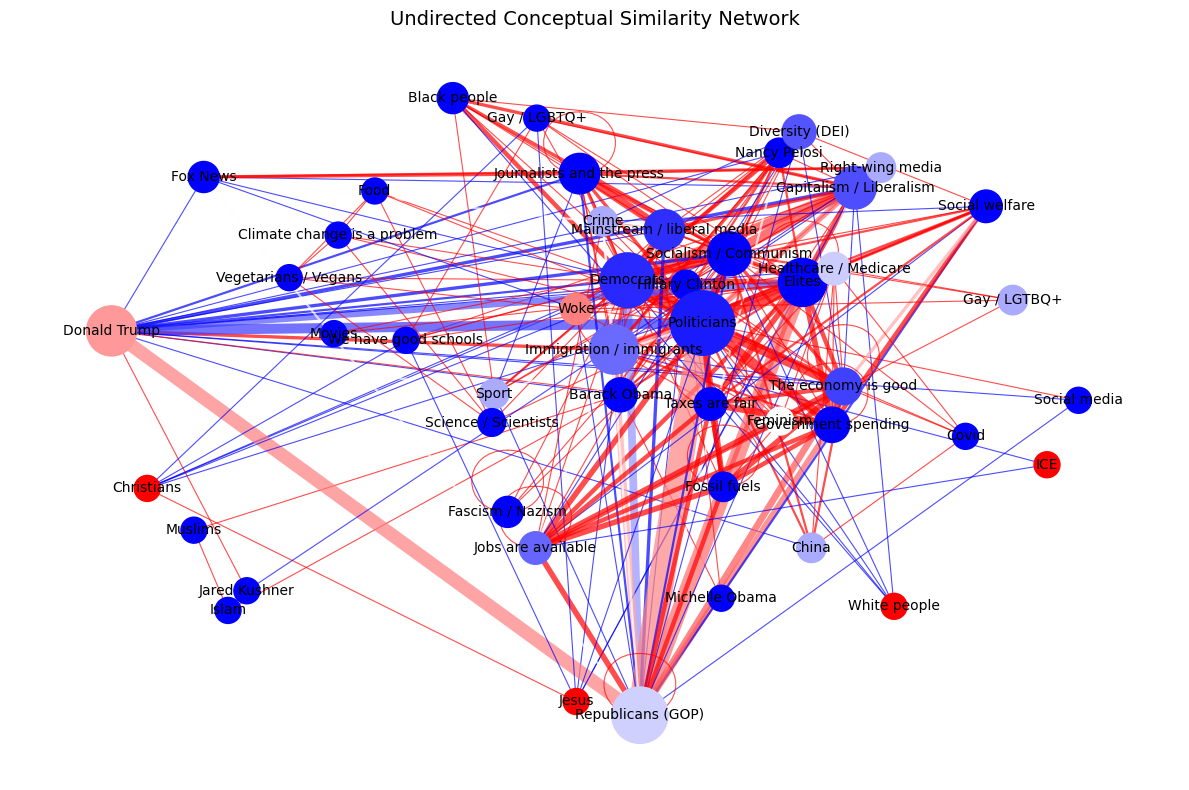 Undirected Conceptual Similarity Network
Black people
Gay / LGBTQ+
Diversity (DEI)
Nancy Pelosi
Right-wing media
Journalists and the press
Fox News
Food
Capitalism / Liberalism
Social welfare
Crime
Mainstream / liberal media
Climate change is a problem
Socialism / Communism
Healthcare / Medicare
Vegetarians / Vegans
Democrats
Hillary Clinton
Elites
Gay / LGTBQ+
Woke
Politicians
Donald Trump
Movies
We have good schools
Immigration / immigrants
The economy is good
Sport
Barack Obama
Social media
Taxes are fair
Science / Scientists
Feminism
Government spending
Covid
ICE
Christians
Fossil fuels
Fascism / Nazism
Muslims
Jobs are available
China
Jared Kushner
Michelle Obama
Islam
White people
Jesus
Republicans (GOP)